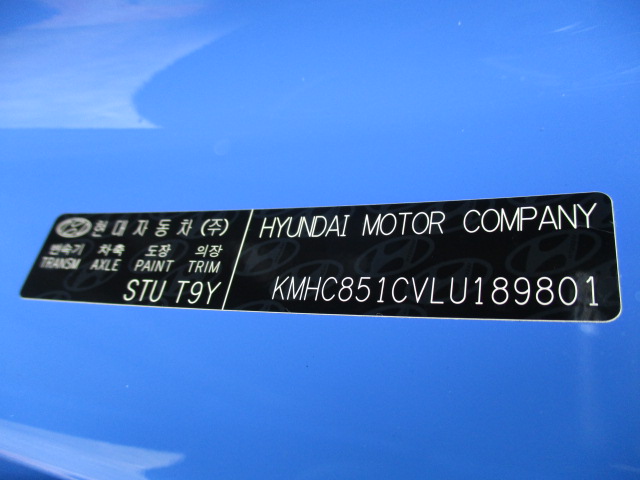 현대자동차(주)
변속기 차축 도장 의장
TRANSM AXLE PAINT TRIM
STU T9Y
HYUNDAI MOTOR COMPANY
KMHC851CVLU189801